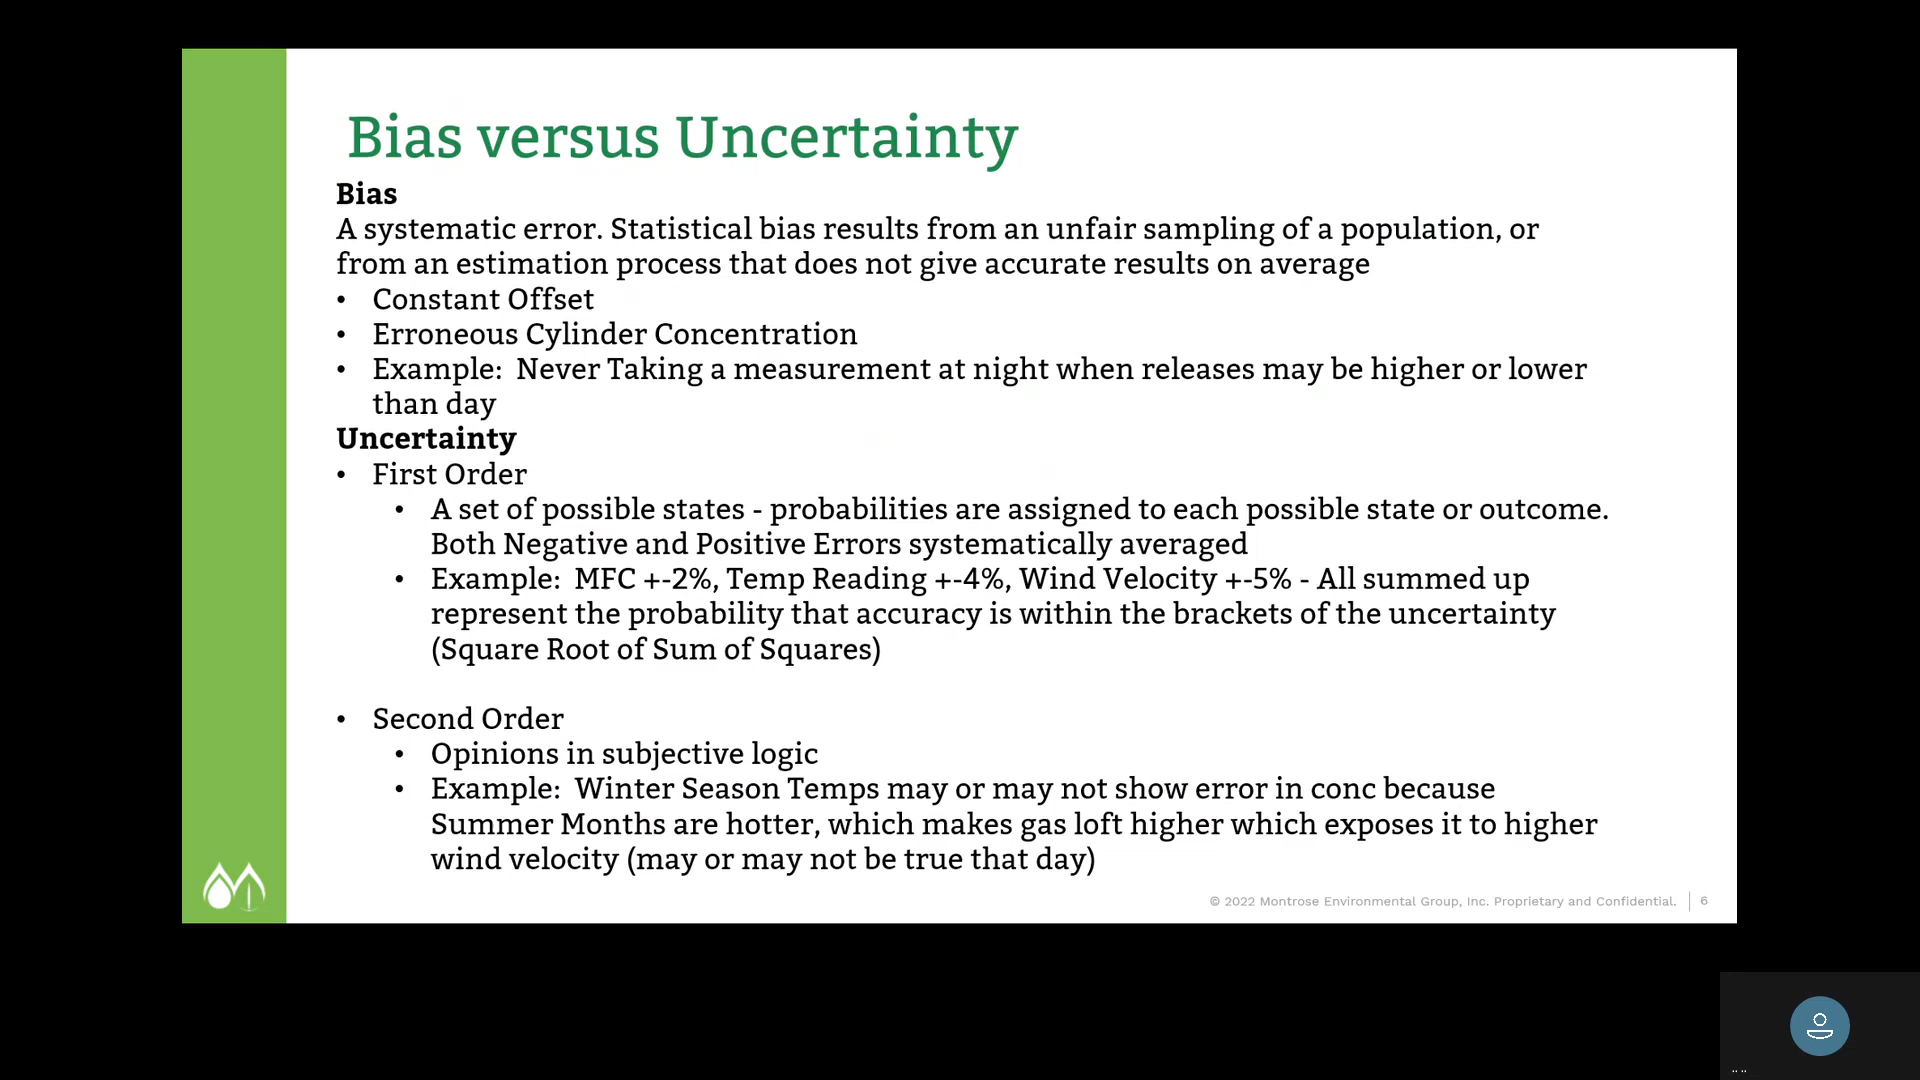 Bias versus Uncertainty
Bias
A systematic error. Statistical bias results from an unfair sampling of a population, or
from an estimation process that does not give accurate results on average
• Constant Offset
• Erroneous Cylinder Concentration
• Example:  Never Taking a measurement at night when releases may be higher or lower
than day
Uncertainty
• First Order
• A set of possible states - probabilities are assigned to each possible state or outcome.
Both Negative and Positive Errors systematically averaged
• Example:  MFC +-2%, Temp Reading +-4%, Wind Velocity +-5% - All summed up
represent the probability that accuracy is within the brackets of the uncertainty
(Square Root of Sum of Squares)
• Second Order
• Opinions in subjective logic
• Example:  Winter Season Temps may or may not show error in conc because
Summer Months are hotter, which makes gas loft higher which exposes it to higher
wind velocity (may or may not be true that day)
© 2022 Montrose Environmental Group, Inc. Proprietary and Confidential. | 6